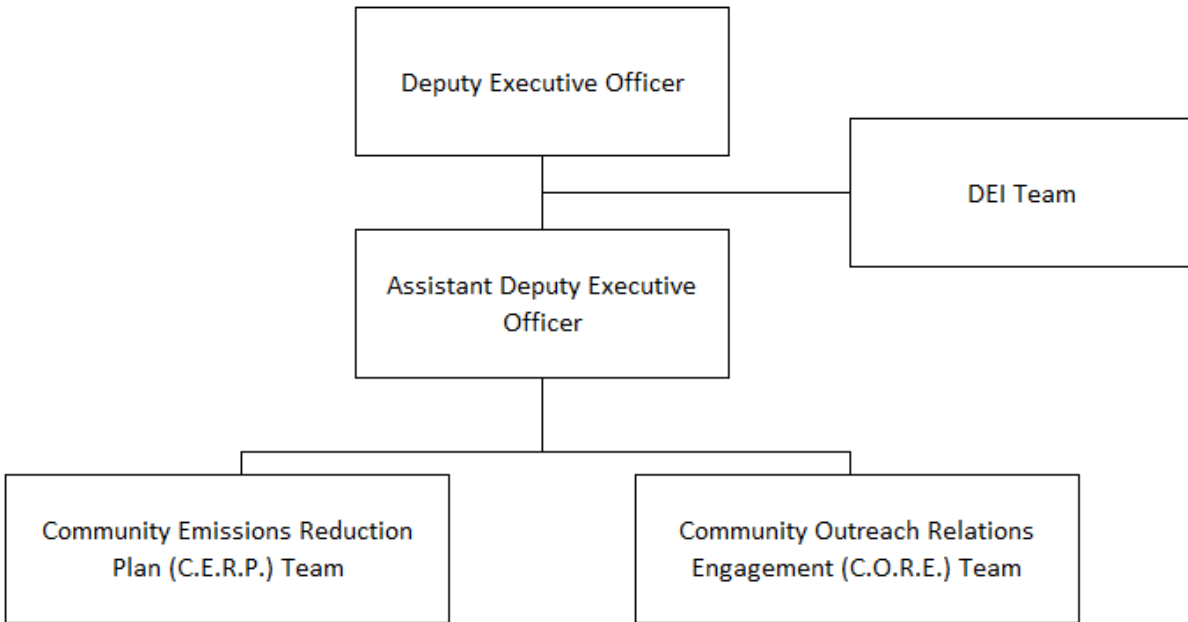 Deputy Executive Officer
DEI Team
Assistant Deputy Executive
Officer
Community Emissions Reduction
Plan (C.E.R.P.) Team
Community Outreach Relations
Engagement (C.O.R.E.) Team